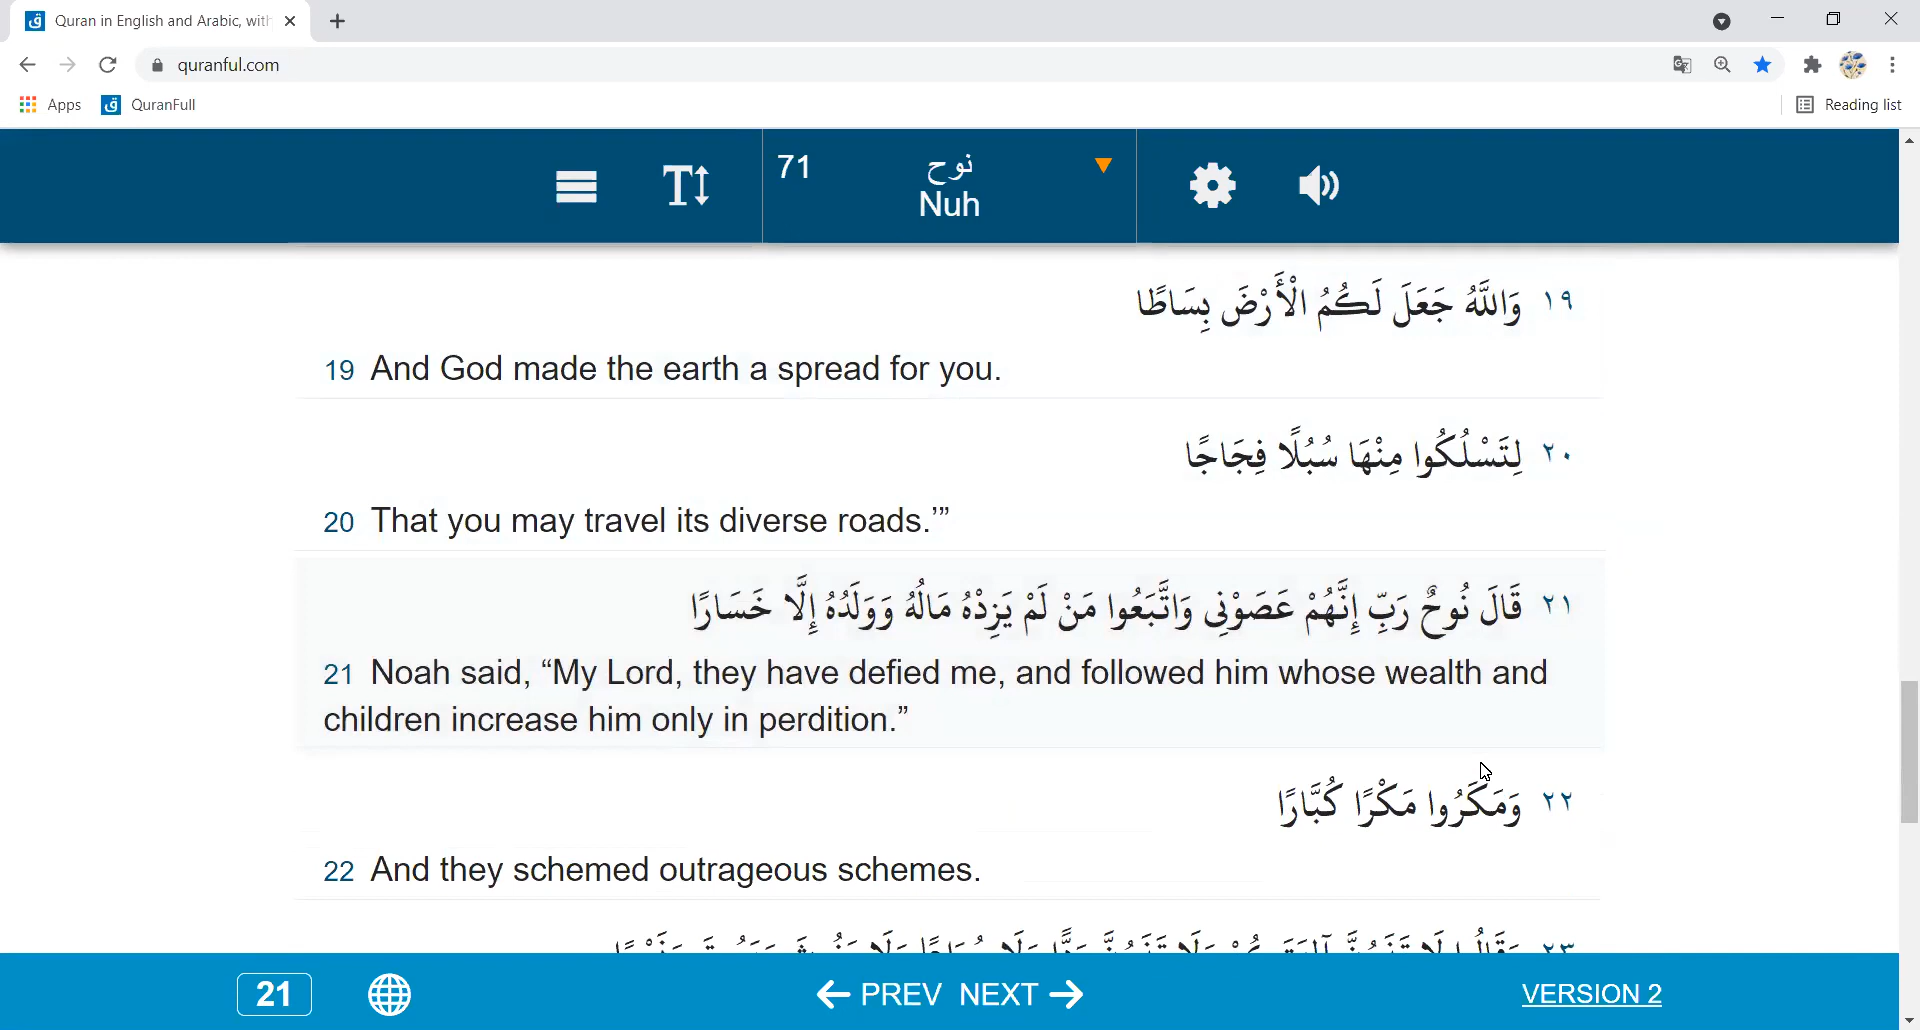 Quran in English and Arabic, with
quranful.com
Apps
QuranFull
Reading list
71
نوح
Nuh
١٩ وَاللَّهُ جَعَلَ لَكُمُ الْأَرْضَ بِسَاطًا
19 And God made the earth a spread for you.
٢٠ لِتَسْلُكُوا مِنْهَا سُبُلًا فِجَاجًا
20 That you may travel its diverse roads.’”
٢١ قَالَ نُوحٌ رَبِّ إِنَّهُمْ عَصَوْنِى وَاتَّبَعُوا مَنْ لَمْ يَزِدْهُ مَالُهُ وَوَلَدُهُ إِلَّا خَسَارًا
21 Noah said, “My Lord, they have defied me, and followed him whose wealth and
children increase him only in perdition.”
٢٢ وَمَكَرُوا مَكْرًا كُبَّارًا
22 And they schemed outrageous schemes.
٢٣
21
PREV NEXT
VERSION 2